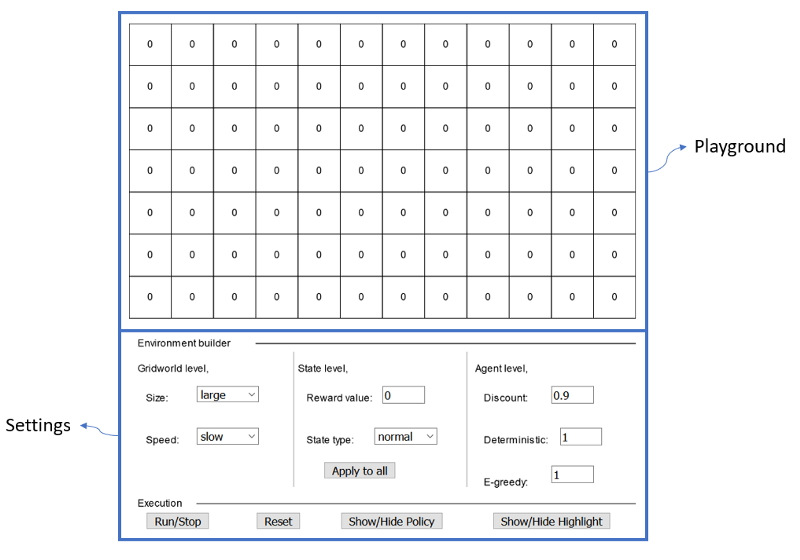 0 0 0 0 0 0 0 0 0 0 0 0
0 0 0 0 0 0 0 0 0 0 0 0
0 0 0 0 0 0 0 0 0 0 0 0
Playground
0 0 0 0 0 0 0 0 0 0 0 0
0 0 0 0 0 0 0 0 0 0 0 0
0 0 0 0 0 0 0 0 0 0 0 0
0 0 0 0 0 0 0 0 0 0 0 0
Settings
Environment builder
Gridworld level,
Size: large
Speed: slow
State level,
Reward value: 0
State type: normal
Apply to all
Agent level,
Discount: 0.9
Deterministic: 1
E-greedy: 1
Execution
Run/Stop Reset Show/Hide Policy Show/Hide Highlight